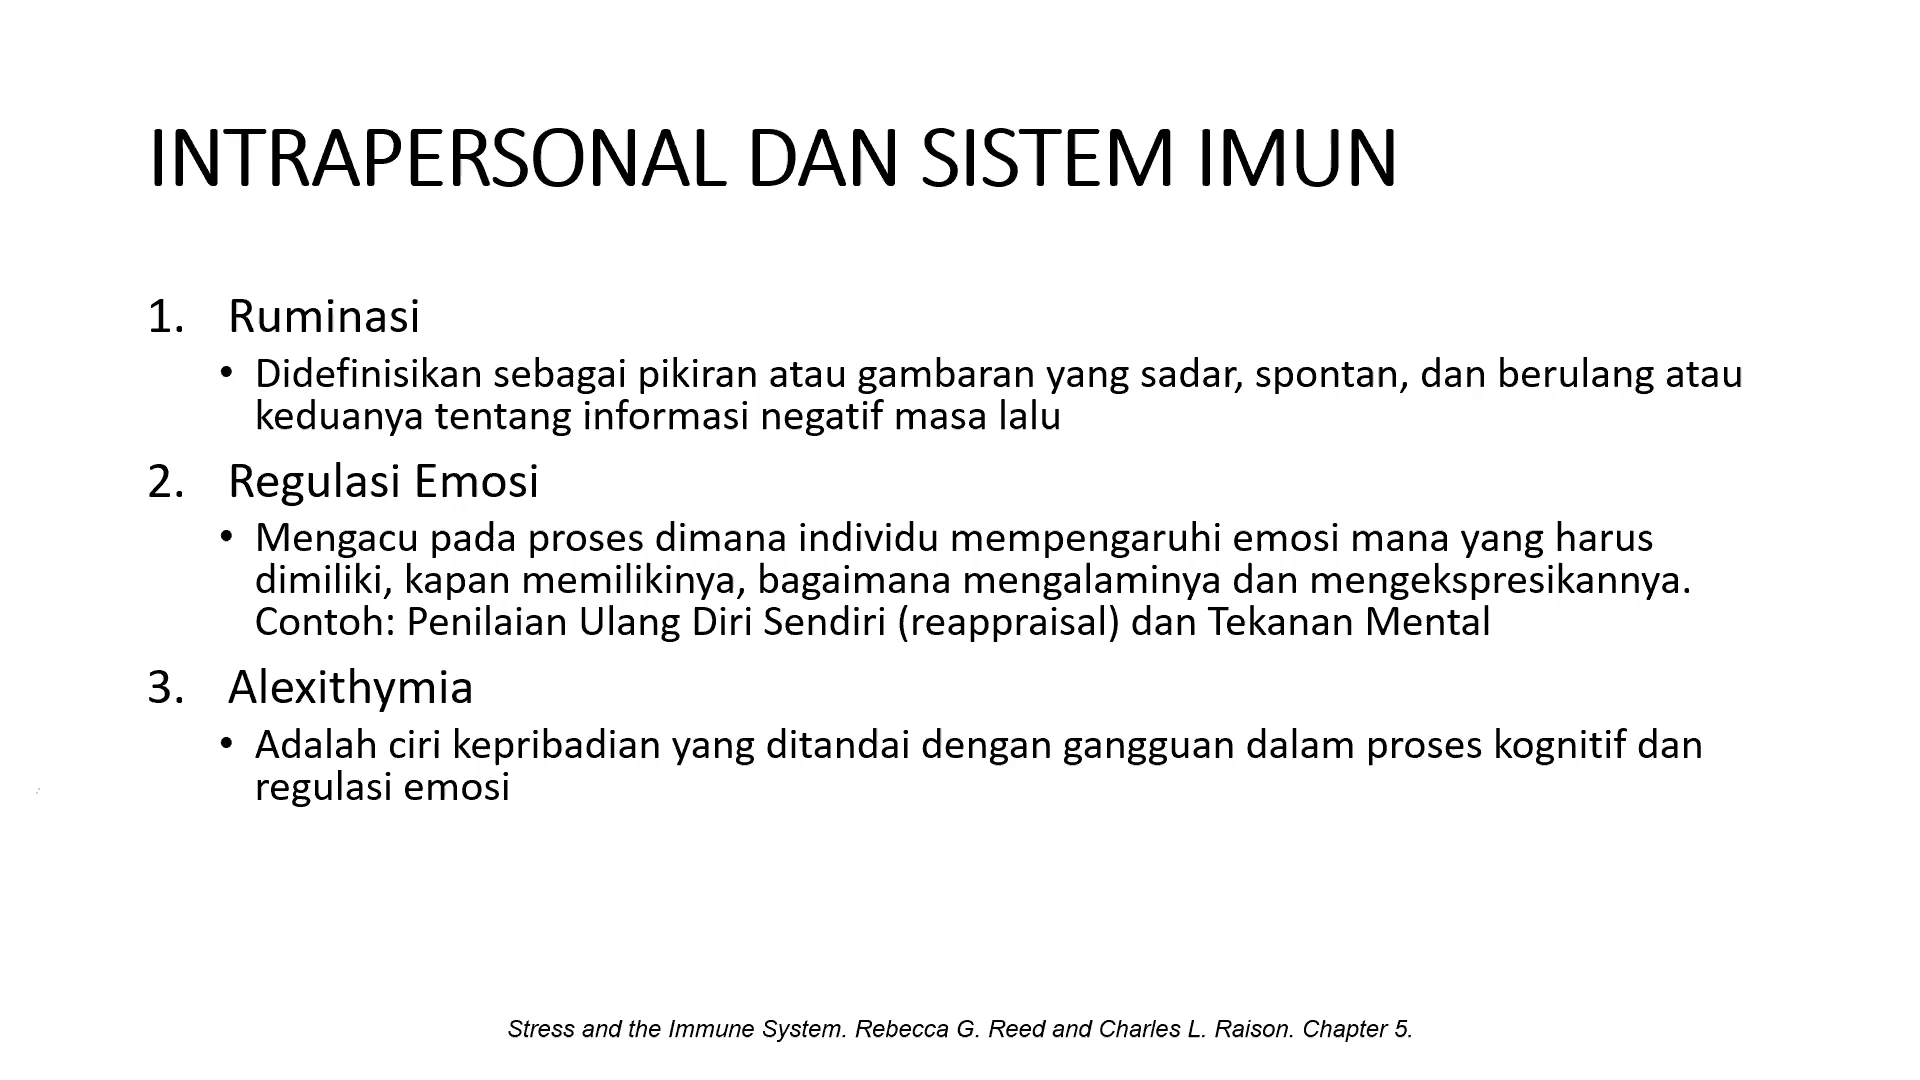 INTRAPERSONAL DAN SISTEM IMUN
1. Ruminasi
• Didefinisikan sebagai pikiran atau gambaran yang sadar, spontan, dan berulang atau
keduanya tentang informasi negatif masa lalu
2. Regulasi Emosi
• Mengacu pada proses dimana individu mempengaruhi emosi mana yang harus
dimiliki, kapan memilikinya, bagaimana mengalaminya dan mengekspresikannya.
Contoh: Penilaian Ulang Diri Sendiri (reappraisal) dan Tekanan Mental
3. Alexithymia
• Adalah ciri kepribadian yang ditandai dengan gangguan dalam proses kognitif dan
regulasi emosi
Stress and the Immune System. Rebecca G. Reed and Charles L. Raison. Chapter 5.